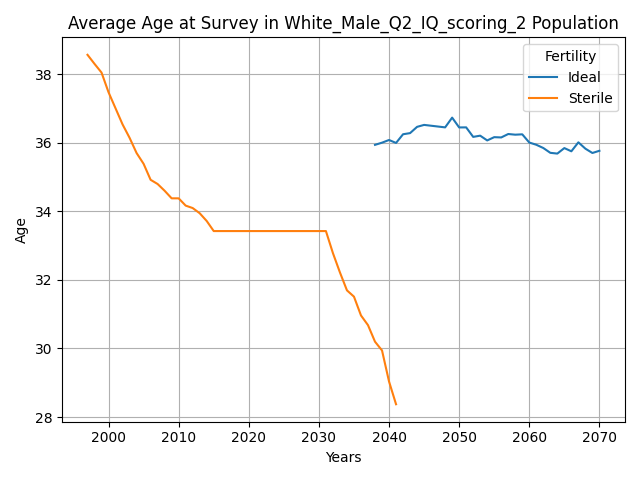 Average Age at Survey in White_Male_Q2_IQ_scoring_2 Population
Fertility
Ideal
Sterile
Age
38
36
34
32
30
28
2000 2010 2020 2030 2040 2050 2060 2070
Years